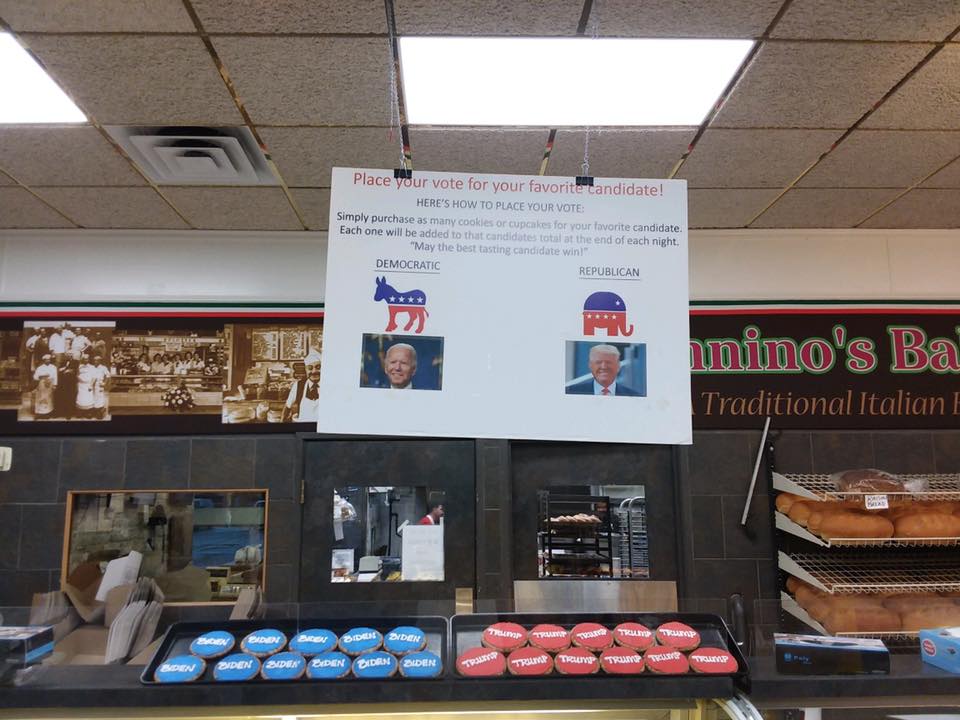 Place your vote for your favorite candidate!
HERE'S HOW TO PLACE YOUR VOTE:
Simply purchase as many cookies or cupcakes for your favorite candidate.
Each one will be added to that candidates total at the end of each night.
"May the best tasting candidate win!"
DEMOCRATIC
REPUBLICAN
nnino's Ba
A Traditional Italian
RAISIN
BREAD
BIDEN BIDEN BIDEN BIDEN BIDEN
BIDEN BIDEN BIDEN BIDEN BIDEN BIDEN
TRUMP TRUMP TRUMP TRUMP TRUMP
TRUMP TRUMP TRUMP TRUMP TRUMP TRUMP
Poly